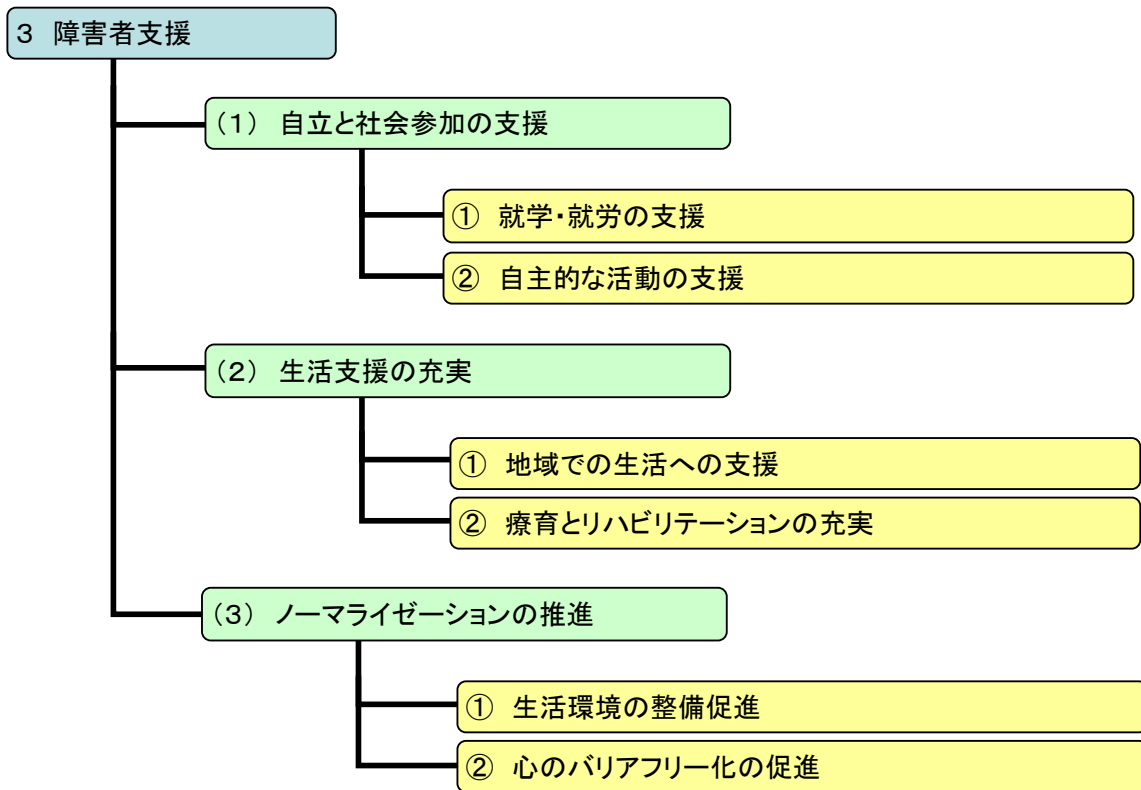 ３ 障害者支援
（１） 自立と社会参加の支援
① 就学・就労の支援
② 自主的な活動の支援
（２） 生活支援の充実
① 地域での生活への支援
② 療育とリハビリテーションの充実
（３） ノーマライゼーションの推進
① 生活環境の整備促進
② 心のバリアフリー化の促進